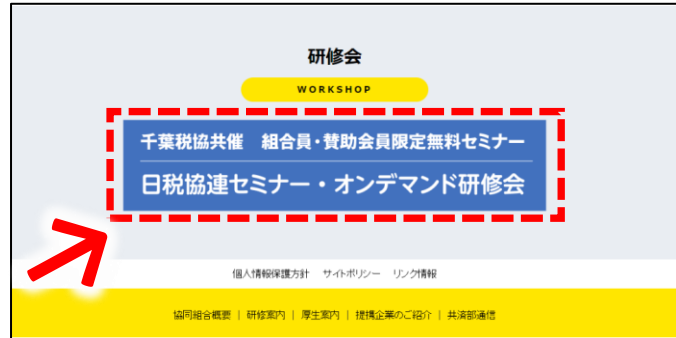 研修会
WORKSHOP
千葉税協共催 組合員・賛助会員限定無料セミナー
日税協連セミナー・オンデマンド研修会
個人情報保護方針 サイトポリシー リンク情報
協同組合概要 | 研修案内 | 厚生案内 | 提携企業のご紹介 | 共済部通信